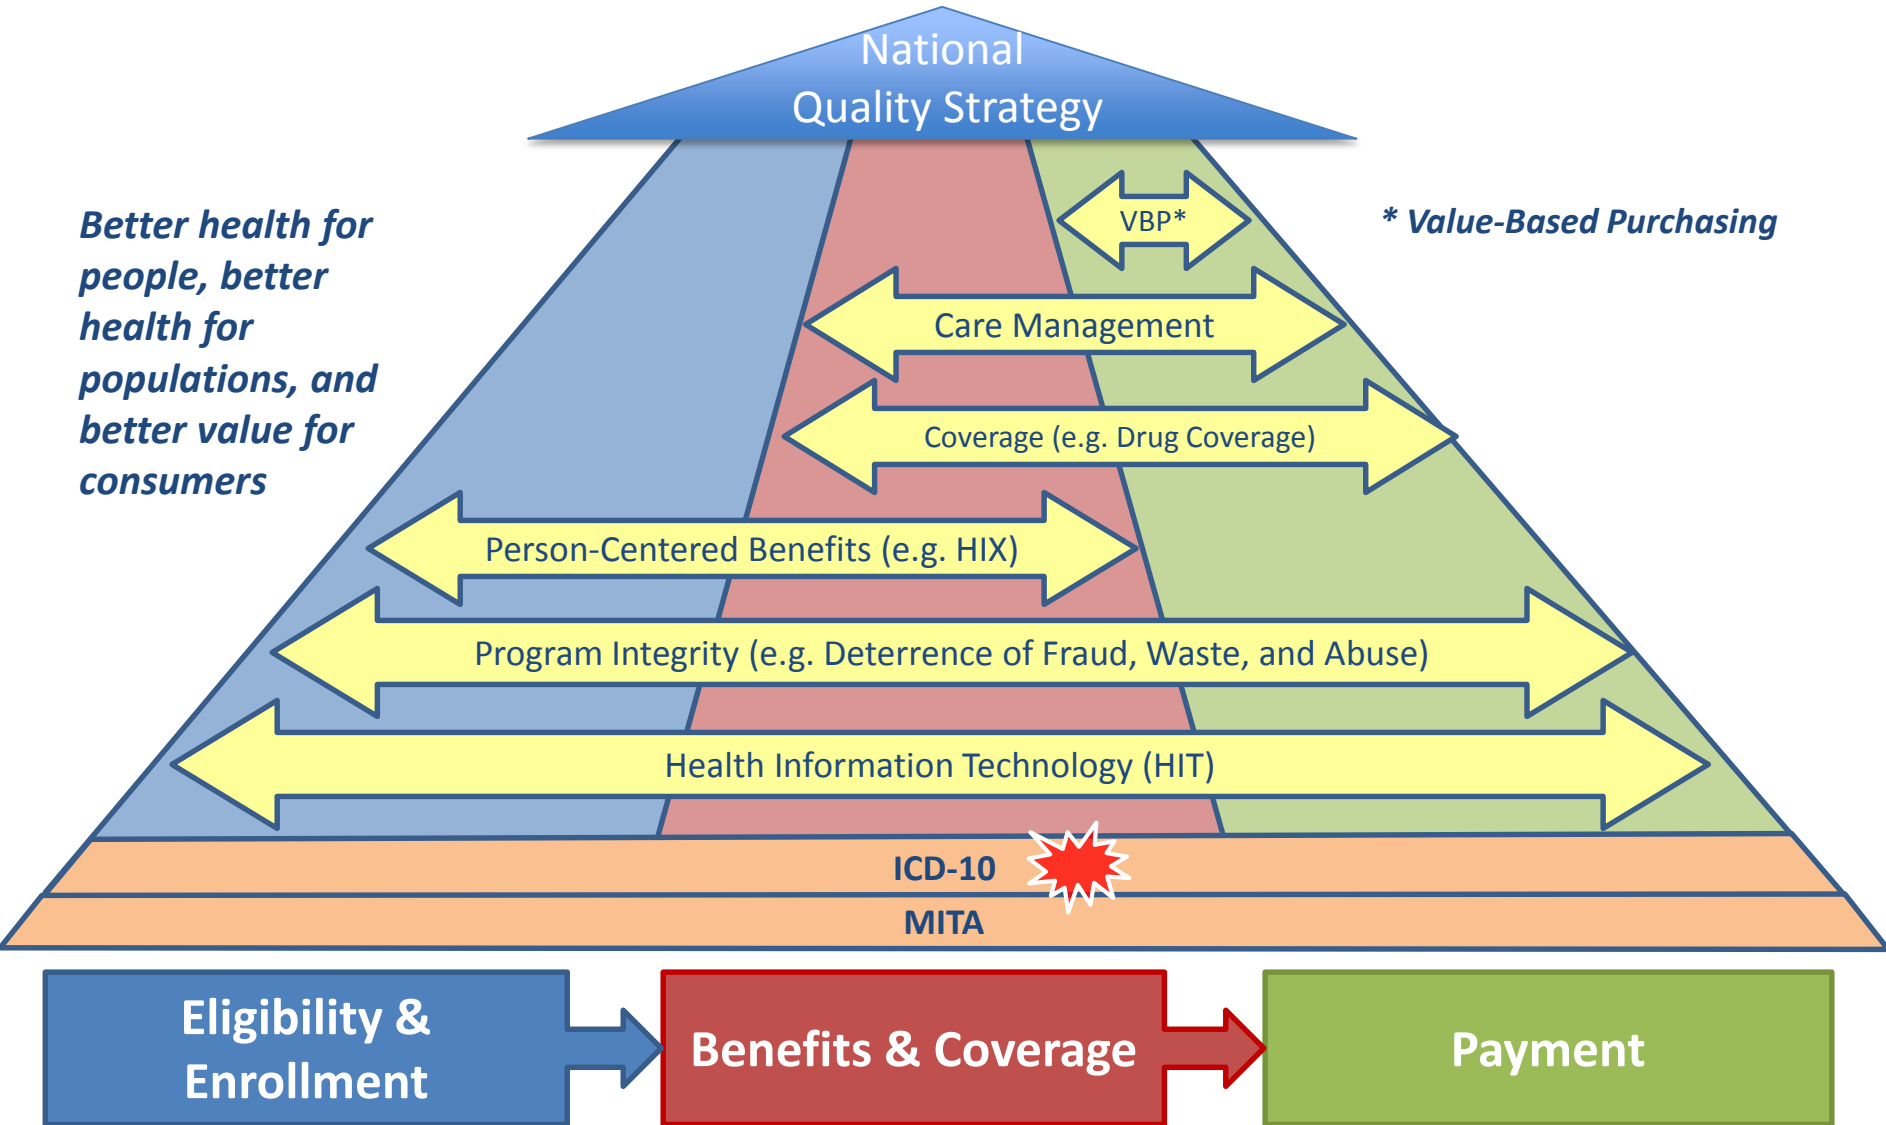 National
Quality Strategy
Better health for
people, better
health for
populations, and
better value for
consumers
VBP*
* Value-Based Purchasing
Care Management
Coverage (e.g. Drug Coverage)
Person-Centered Benefits (e.g. HIX)
Program Integrity (e.g. Deterrence of Fraud, Waste, and Abuse)
Health Information Technology (HIT)
ICD-10
MITA
Eligibility &
Enrollment
Benefits & Coverage
Payment